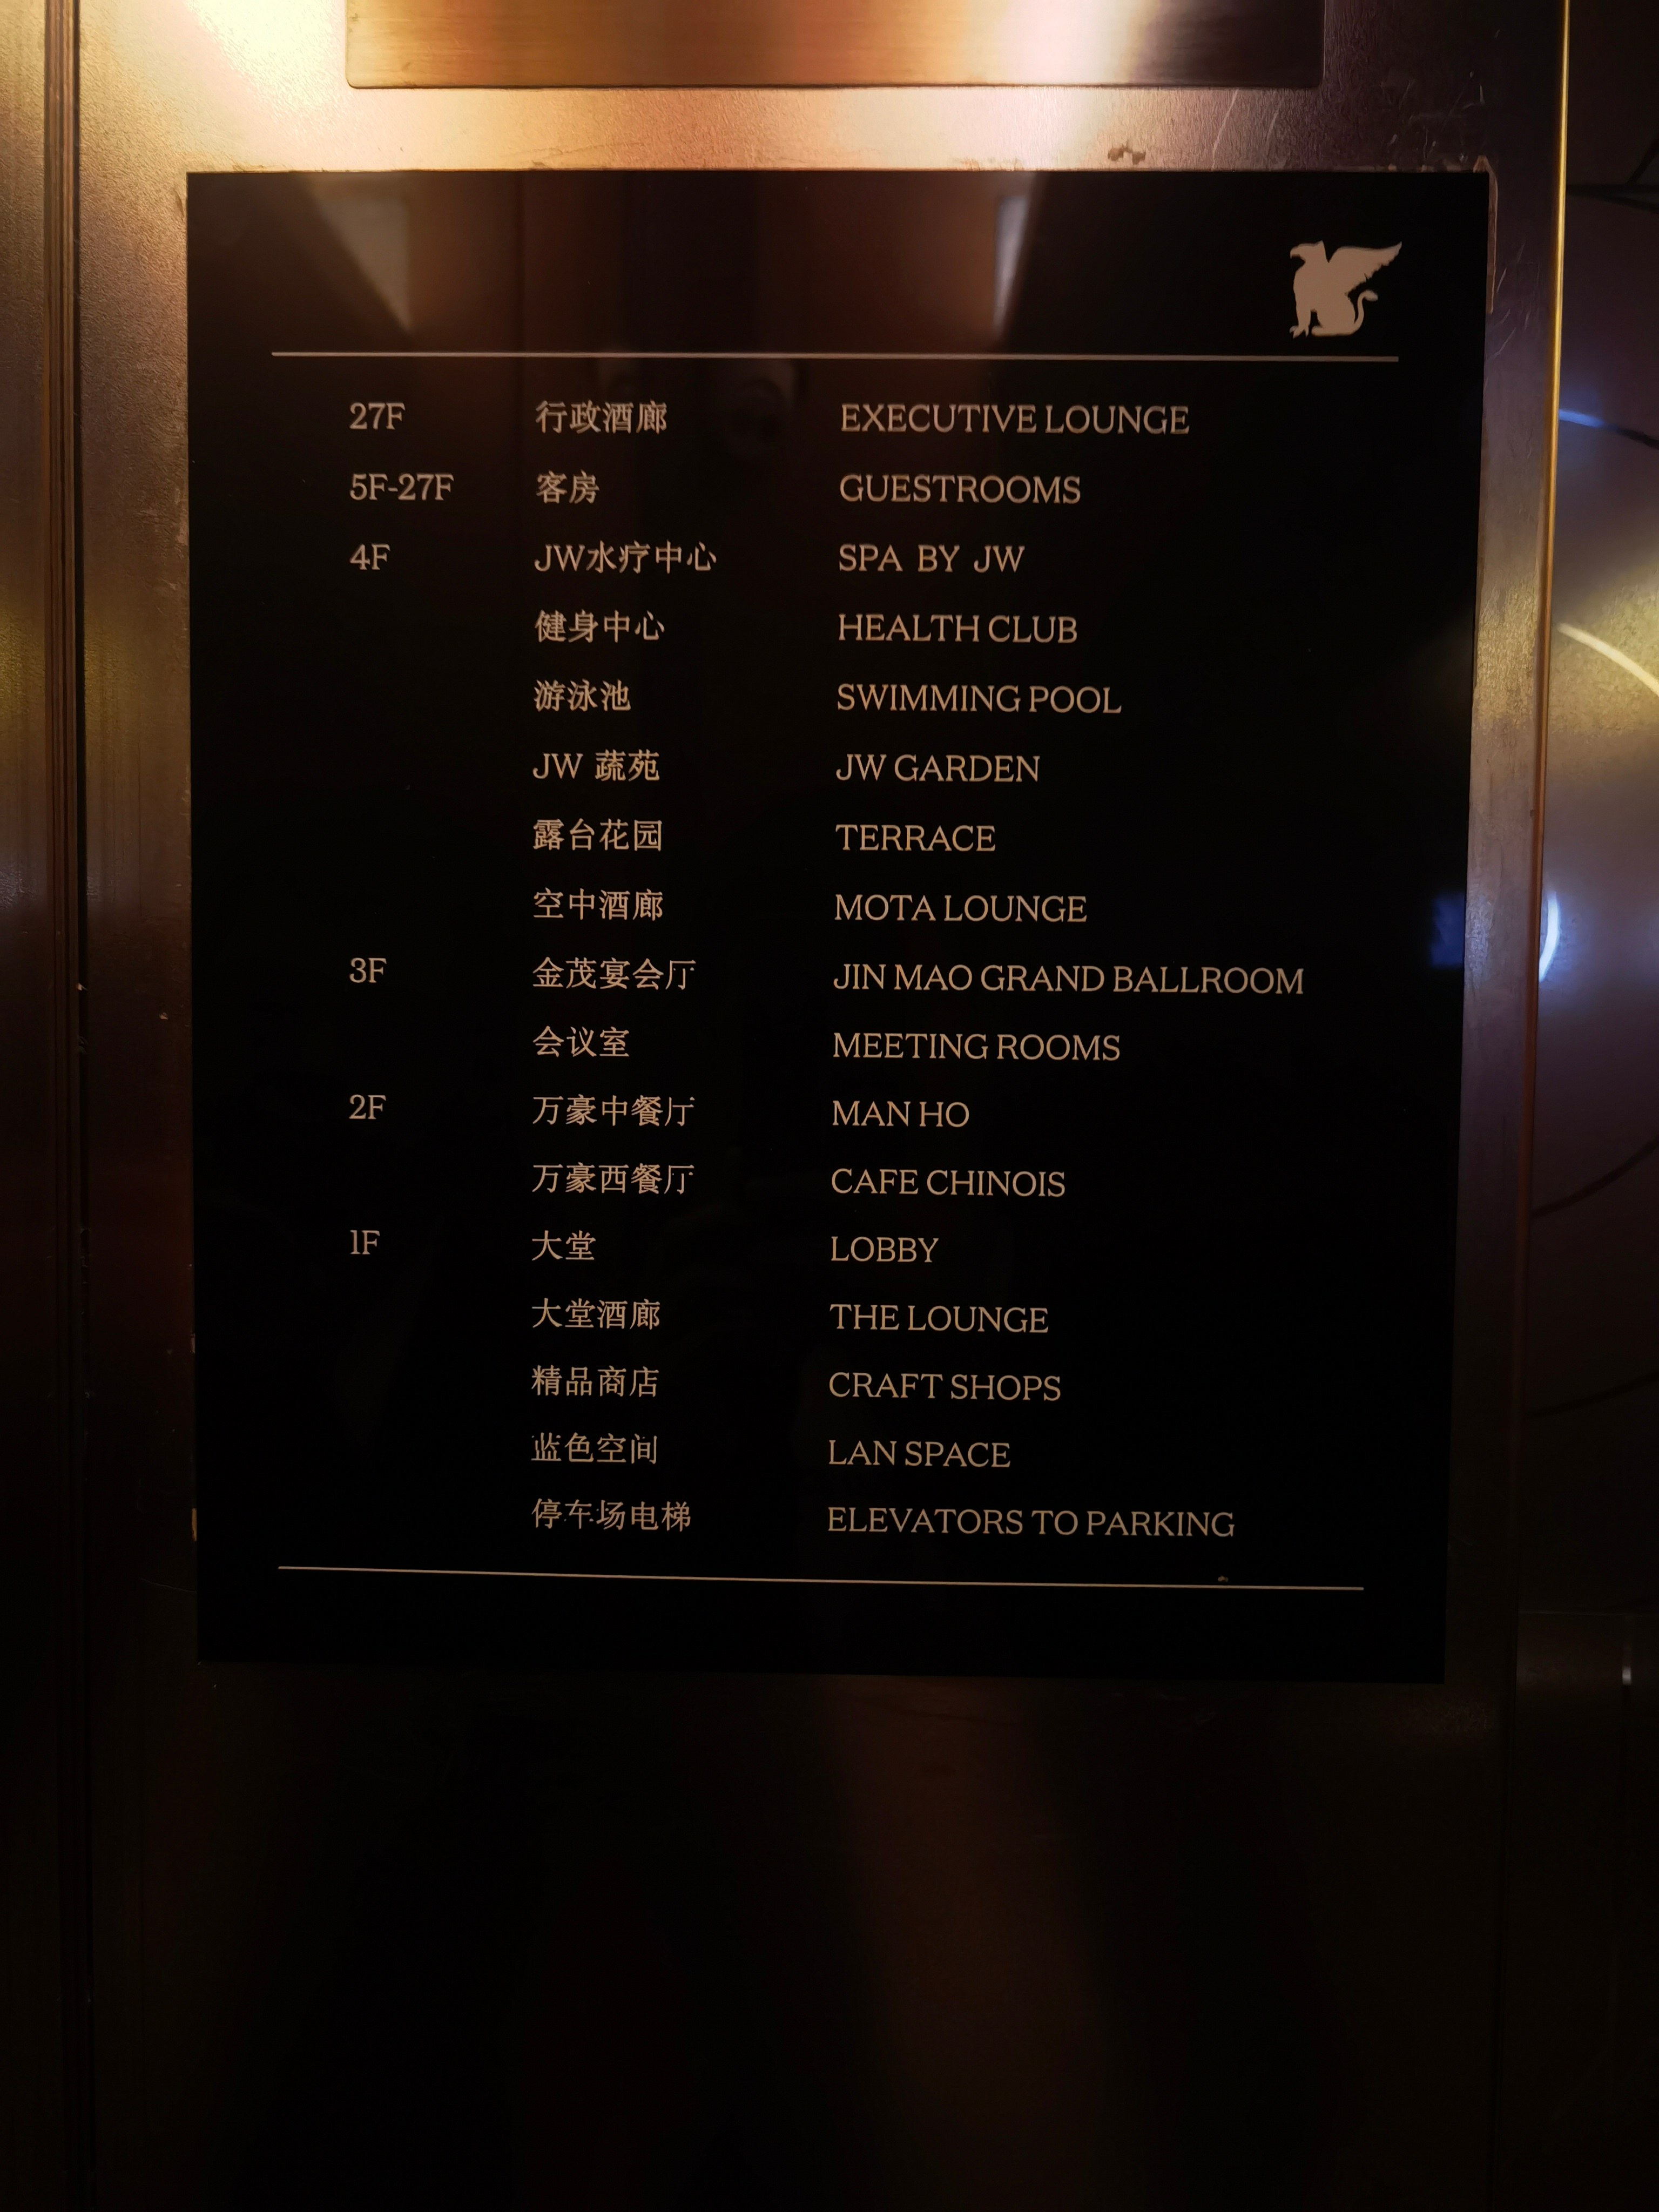 27F 行政酒廊 EXECUTIVE LOUNGE
5F-27F 客房 GUESTROOMS
4F JW水疗中心 SPA BY JW
健身中心 HEALTH CLUB
游泳池 SWIMMING POOL
JW 蔬苑 JW GARDEN
露台花园 TERRACE
空中酒廊 MOTA LOUNGE
3F 金茂宴会厅 JIN MAO GRAND BALLROOM
会议室 MEETING ROOMS
2F 万豪中餐厅 MAN HO
万豪西餐厅 CAFE CHINOIS
1F 大堂 LOBBY
大堂酒廊 THE LOUNGE
精品商店 CRAFT SHOPS
蓝色空间 LAN SPACE
停车场电梯 ELEVATORS TO PARKING